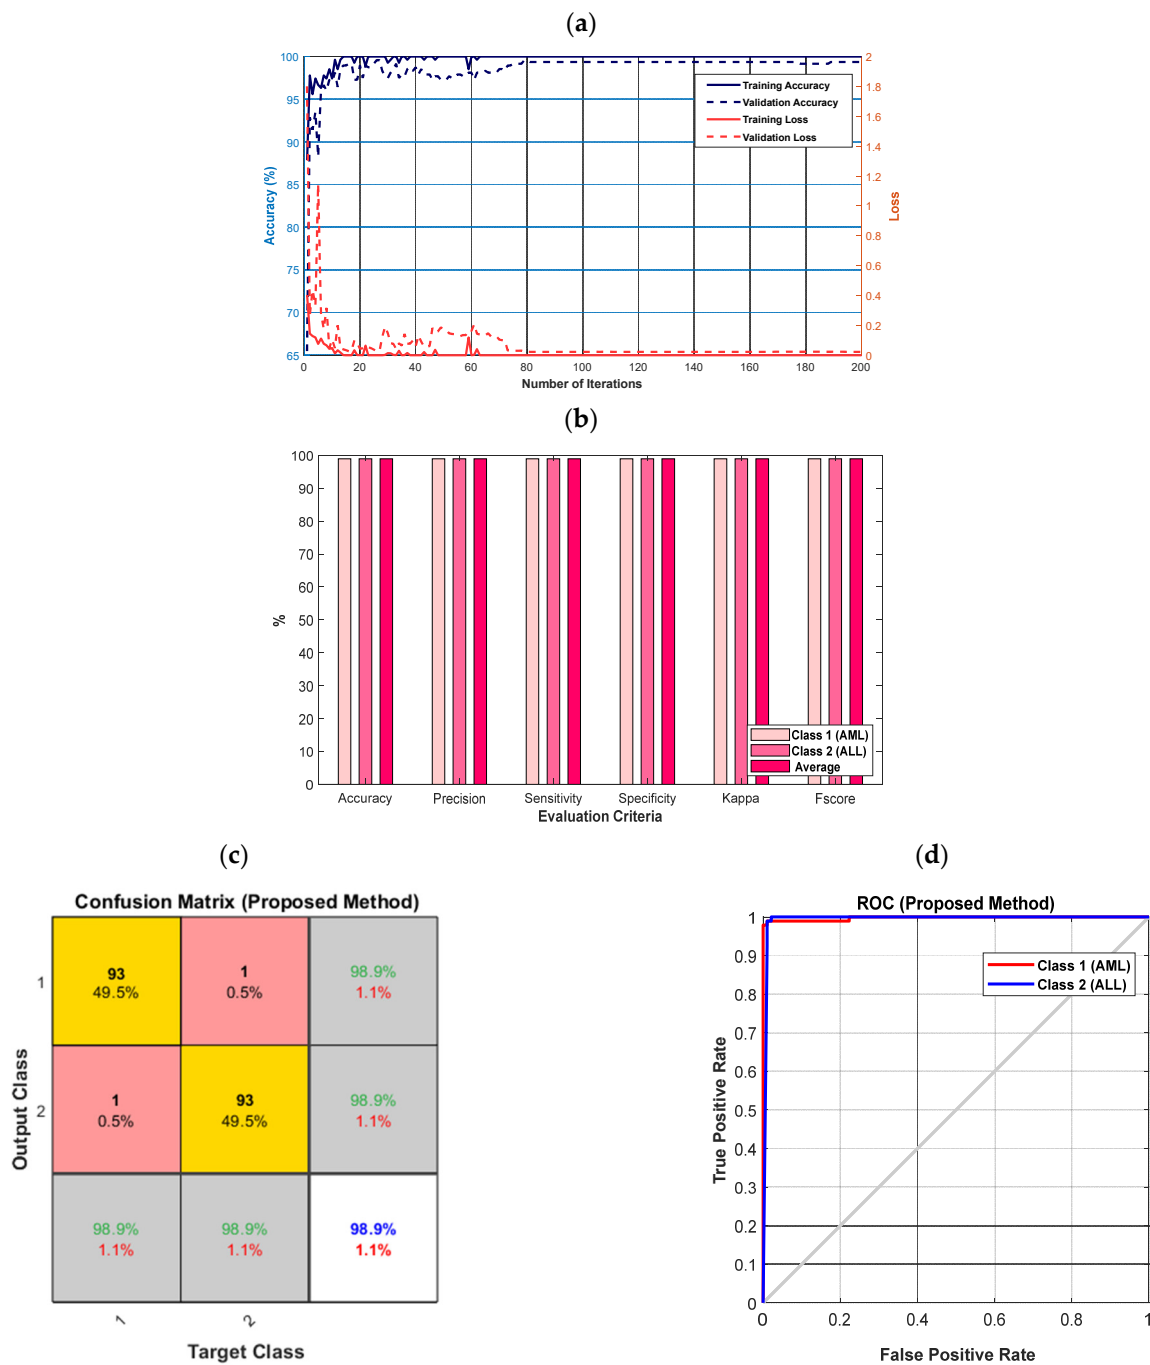 (a)
100
95
90
85
80
75
70
65
Accuracy (%)
2
1.8
1.6
1.4
1.2
1
0.8
0.6
0.4
0.2
0
Loss
Training Accuracy
Validation Accuracy
Training Loss
Validation Loss
0 20 40 60 80 100 120 140 160 180 200
Number of Iterations
(b)
100
90
80
70
60
50
40
30
20
10
0
%
Class 1 (AML)
Class 2 (ALL)
Average
Accuracy Precision Sensitivity Specificity Kappa Fscore
Evaluation Criteria
(c)
Confusion Matrix (Proposed Method)
Output Class
1
93
49.5%
1
0.5%
98.9%
1.1%
2
1
0.5%
93
49.5%
98.9%
1.1%
98.9%
1.1%
98.9%
1.1%
98.9%
1.1%
1 2
Target Class
(d)
ROC (Proposed Method)
1
0.9
0.8
0.7
0.6
0.5
0.4
0.3
0.2
0.1
0
True Positive Rate
Class 1 (AML)
Class 2 (ALL)
0 0.2 0.4 0.6 0.8 1
False Positive Rate